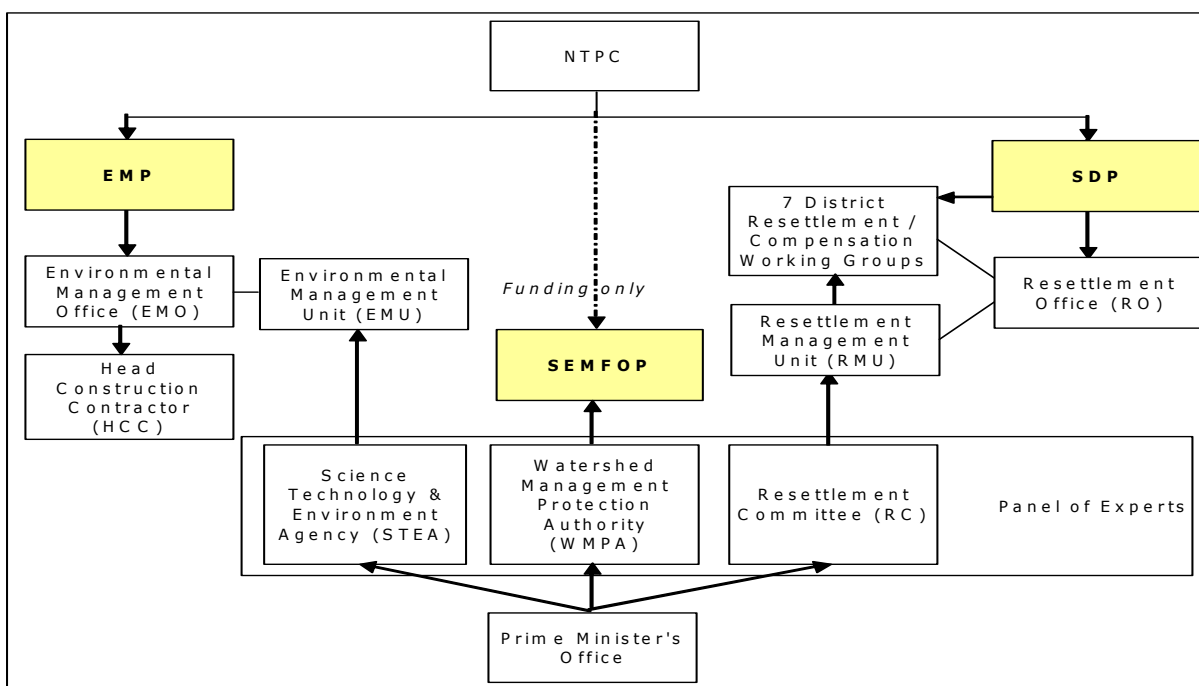 NTPC
EMP
SDP
7 District
Resettlement /
Compensation
Working Groups
Environmental
Management
Office (EMO)
Environmental
Management
Unit (EMU)
Funding only
Resettlement
Office (RO)
Resettlement
Management
Unit (RMU)
SEMFOP
Head
Construction
Contractor
(HCC)
Science
Technology &
Environment
Agency (STEA)
Watershed
Management
Protection
Authority
(WMPA)
Resettlement
Committee (RC)
Panel of Experts
Prime Minister's
Office